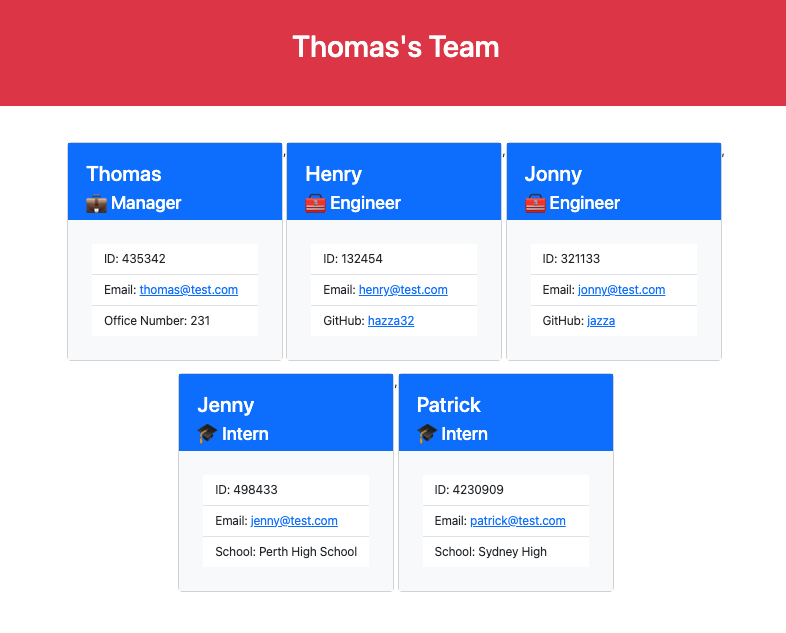 Thomas's Team
Thomas
Manager
ID: 435342
Email: thomas@test.com
Office Number: 231
,
Henry
Engineer
ID: 132454
Email: henry@test.com
GitHub: hazza32
,
Jonny
Engineer
ID: 321133
Email: jonny@test.com
GitHub: jazza
,
Jenny
Intern
ID: 498433
Email: jenny@test.com
School: Perth High School
,
Patrick
Intern
ID: 4230909
Email: patrick@test.com
School: Sydney High